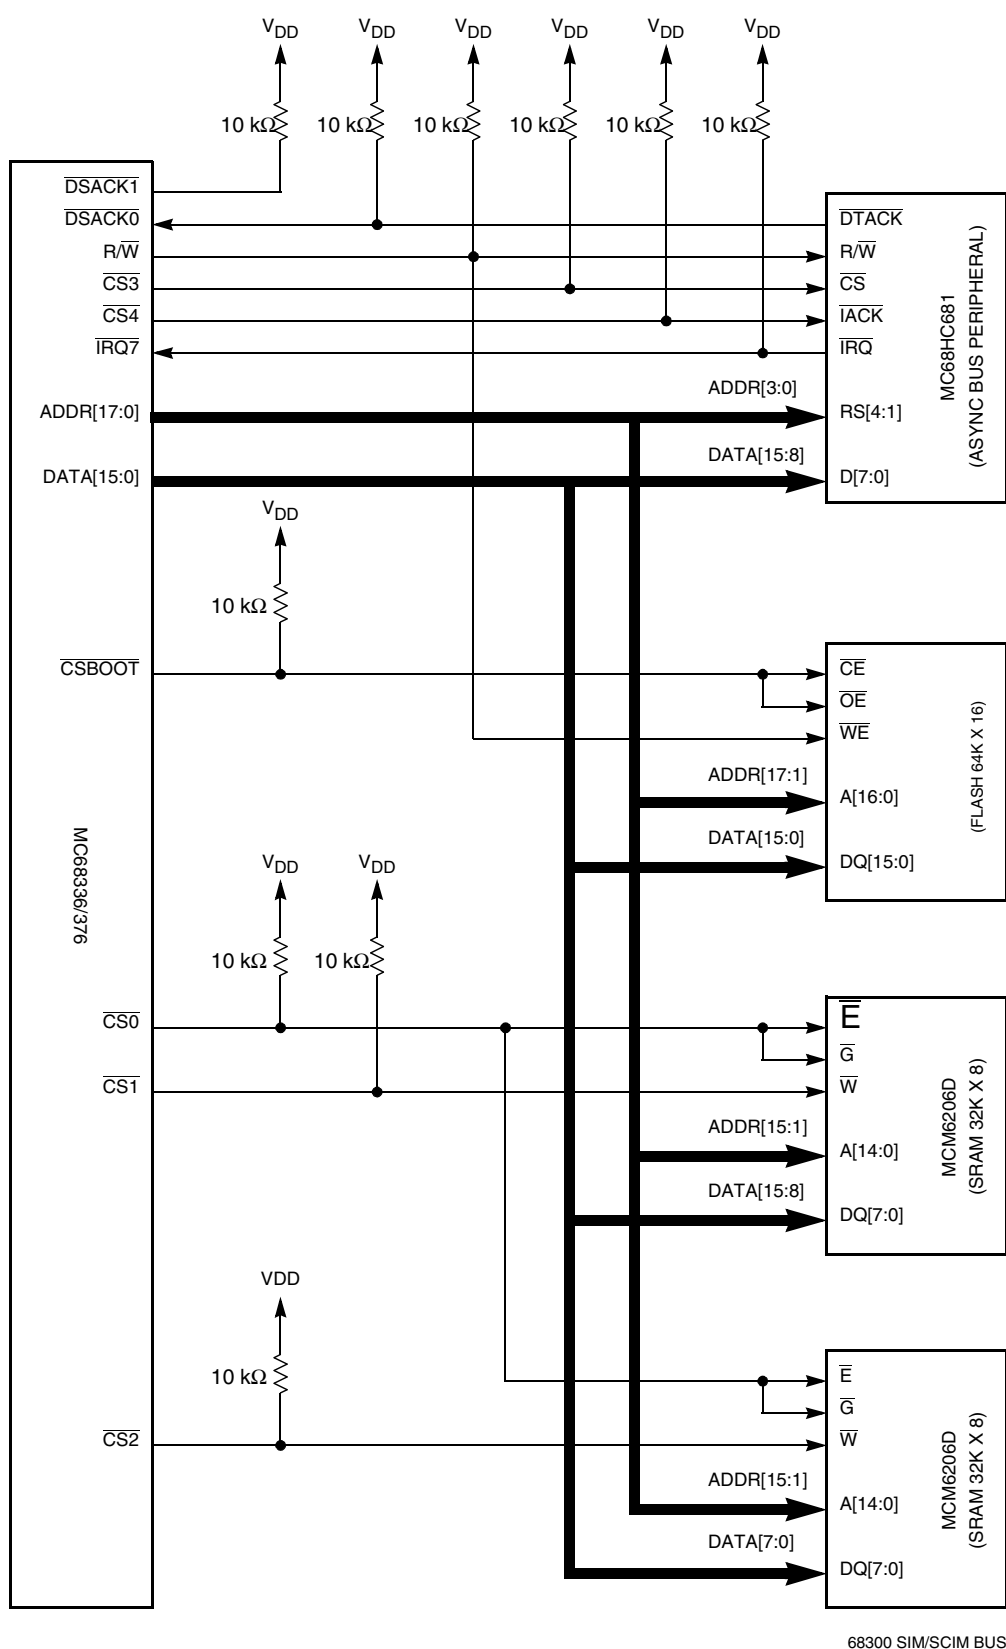 VDD VDD VDD VDD VDD VDD
10 kΩ 10 kΩ 10 kΩ 10 kΩ 10 kΩ 10 kΩ
DSACK1
DSACK0 DTACK
R/W R/W
CS3 CS
CS4 IACK
IRQ7 IRQ
ADDR[17:0] ADDR[3:0] RS[4:1]
DATA[15:0] DATA[15:8] D[7:0]
MC68HC681
(ASYNC BUS PERIPHERAL)
VDD
10 kΩ
CSBOOT CE
OE
WE
ADDR[17:1] A[16:0]
DATA[15:0] DQ[15:0]
(FLASH 64K X 16)
MC68336/376
VDD VDD
10 kΩ 10 kΩ
CS0 E
G
CS1 W
ADDR[15:1] A[14:0]
DATA[15:8] DQ[7:0]
MCM6206D
(SRAM 32K X 8)
VDD
10 kΩ
E
G
CS2 W
ADDR[15:1] A[14:0]
DATA[7:0] DQ[7:0]
MCM6206D
(SRAM 32K X 8)
68300 SIM/SCIM BUS